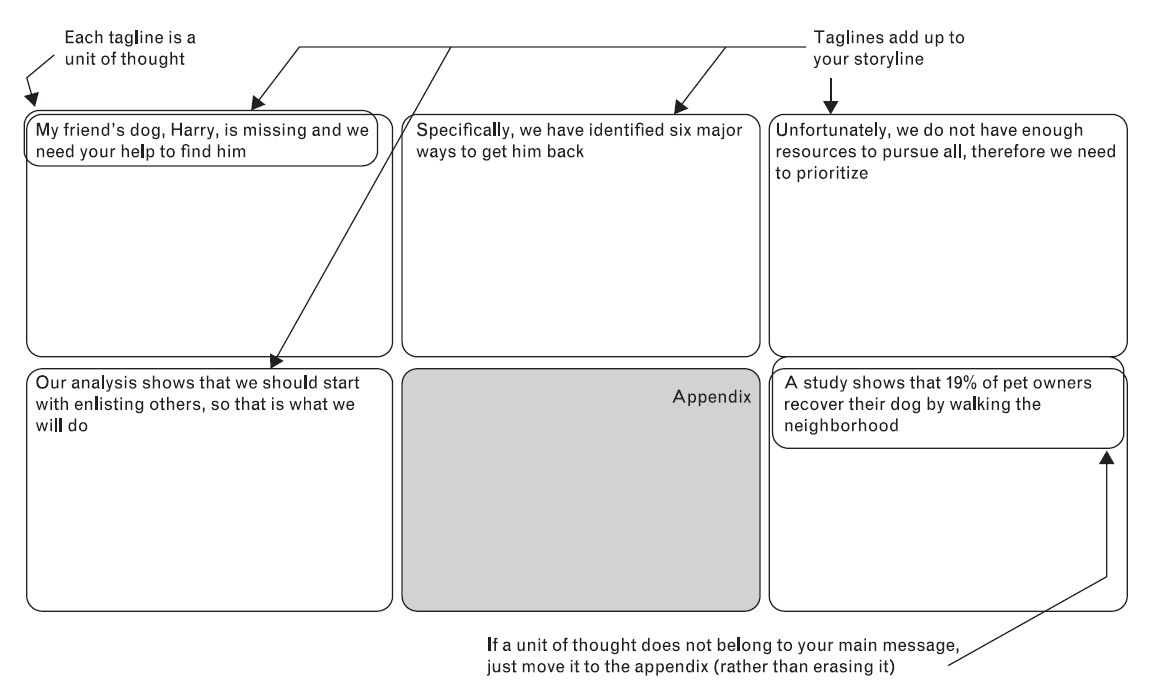 Each tagline is a
unit of thought
Taglines add up to
your storyline
My friend's dog, Harry, is missing and we
need your help to find him
Specifically, we have identified six major
ways to get him back
Unfortunately, we do not have enough
resources to pursue all, therefore we need
to prioritize
Our analysis shows that we should start
with enlisting others, so that is what we
will do
Appendix
A study shows that 19% of pet owners
recover their dog by walking the
neighborhood
If a unit of thought does not belong to your main message,
just move it to the appendix (rather than erasing it)